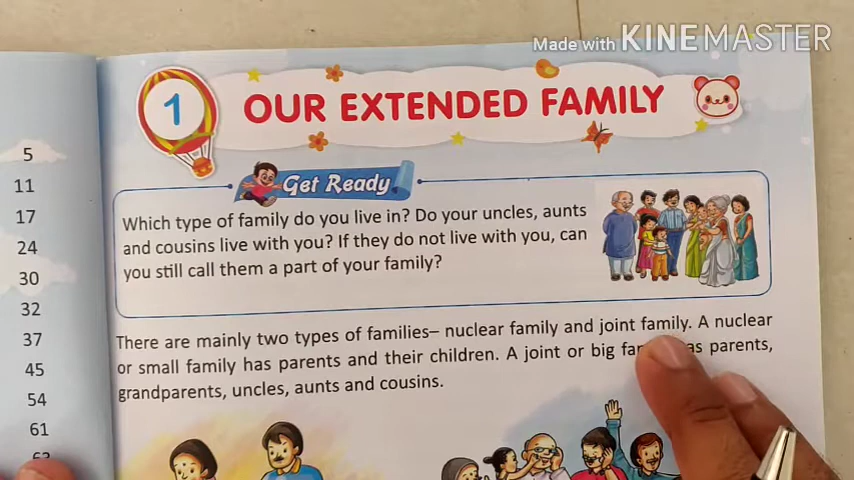 Made with KINEMASTER
1
OUR EXTENDED FAMILY
5
11
17
24
30
32
37
45
54
61
Get Ready
Which type of family do you live in? Do your uncles, aunts
and cousins live with you? If they do not live with you, can
you still call them a part of your family?
There are mainly two types of families– nuclear family and joint family. A nuclear
or small family has parents and their children. A joint or big parents,
grandparents, uncles, aunts and cousins.